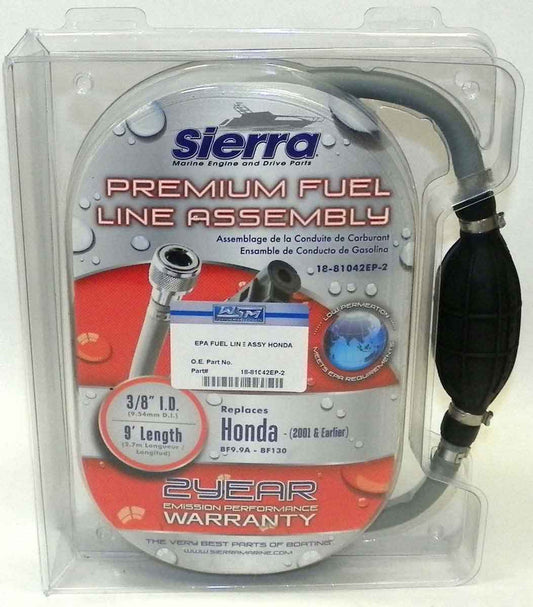 Sierra
Marine Engine and Drive Parts
PREMIUM FUEL
LINE ASSEMBLY
Assemblage de la Conduite de Carburant
Ensamble de Conducto de Gasolina
18-81042EP-2
LOW PERMEATION
MEETS EPA REQUIREMENTS
EPA FUEL LINE ASSY HONDA
O.E. Part No.
Part# 18-81042EP-2
3/8" I.D.
(9.54mm D.I.)
9' Length
(2.7m Longueur /
Longitud)
Replaces
Honda - (2001 & Earlier)
BF9.9A - BF130
2 YEAR
EMISSION PERFORMANCE
WARRANTY
THE VERY BEST PARTS OF BOATING.
WWW.SIERRAMARINE.COM